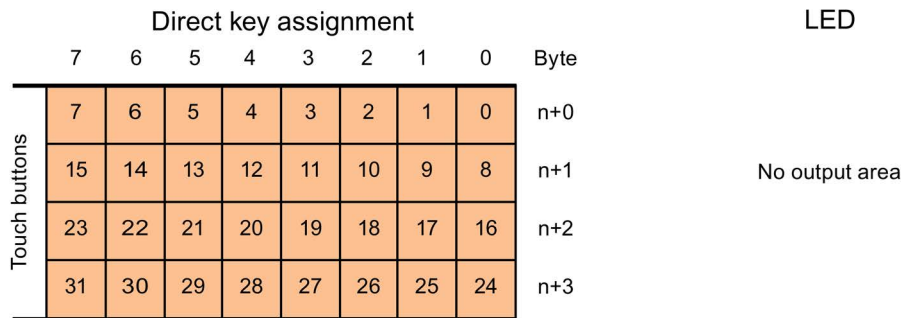 Direct key assignment LED
7 6 5 4 3 2 1 0 Byte
7 6 5 4 3 2 1 0 n+0
15 14 13 12 11 10 9 8 n+1
No output area
23 22 21 20 19 18 17 16 n+2
31 30 29 28 27 26 25 24 n+3
Touch buttons